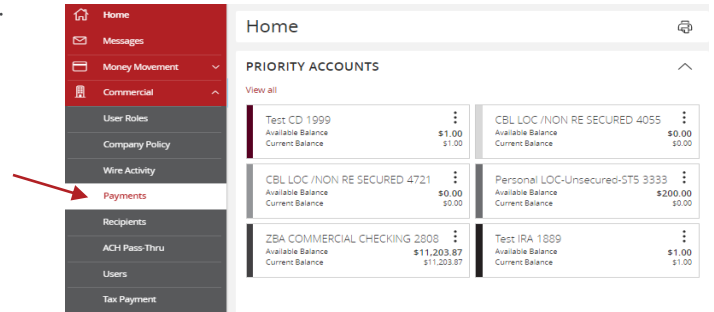 Home
Messages
Money Movement
Commercial
User Roles
Company Policy
Wire Activity
Payments
Recipients
ACH Pass-Thru
Users
Tax Payment
Home
PRIORITY ACCOUNTS
View all
Test CD 1999
Available Balance $1.00
Current Balance $1.00
CBL LOC /NON RE SECURED 4055
Available Balance $0.00
Current Balance $0.00
CBL LOC /NON RE SECURED 4721
Available Balance $0.00
Current Balance $0.00
Personal LOC-Unsecured-ST5 3333
Available Balance $200.00
Current Balance $0.00
ZBA COMMERCIAL CHECKING 2808
Available Balance $11,203.87
Current Balance $11,203.87
Test IRA 1889
Available Balance $1.00
Current Balance $1.00